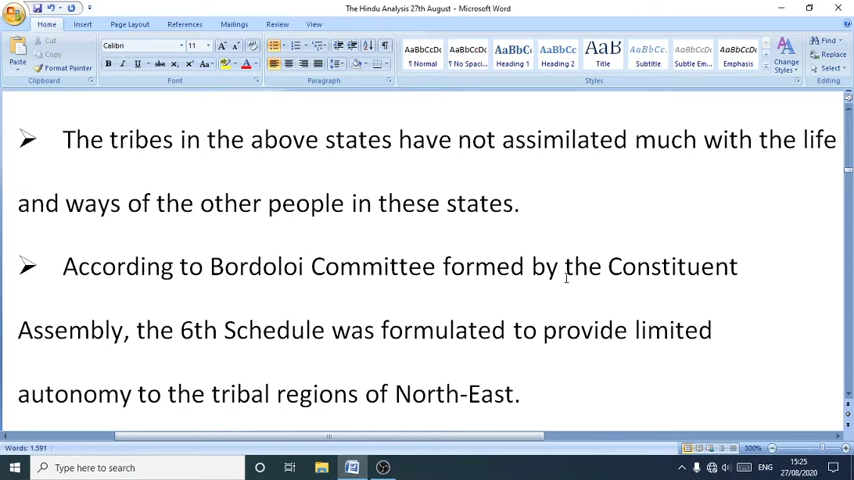 The Hindu Analysis 27th August - Microsoft Word
Home Insert Page Layout References Mailings Review View
Cut
Copy
Format Painter
Paste
Clipboard
Calibri 11
Font
Paragraph
AaBbCcDc AaBbCcDc AaBbC AaBbCc AaB AaBbCc. AaBbCcDc AaBbCcDc
¶ Normal ¶ No Spaci... Heading 1 Heading 2 Title Subtitle Subtle Em... Emphasis
Change Styles
Styles
Find
Replace
Select
Editing
➢ The tribes in the above states have not assimilated much with the life
and ways of the other people in these states.
➢ According to Bordoloi Committee formed by the Constituent
Assembly, the 6th Schedule was formulated to provide limited
autonomy to the tribal regions of North-East.
Words: 1,591
300%
Type here to search
ENG
15:25
27/08/2020